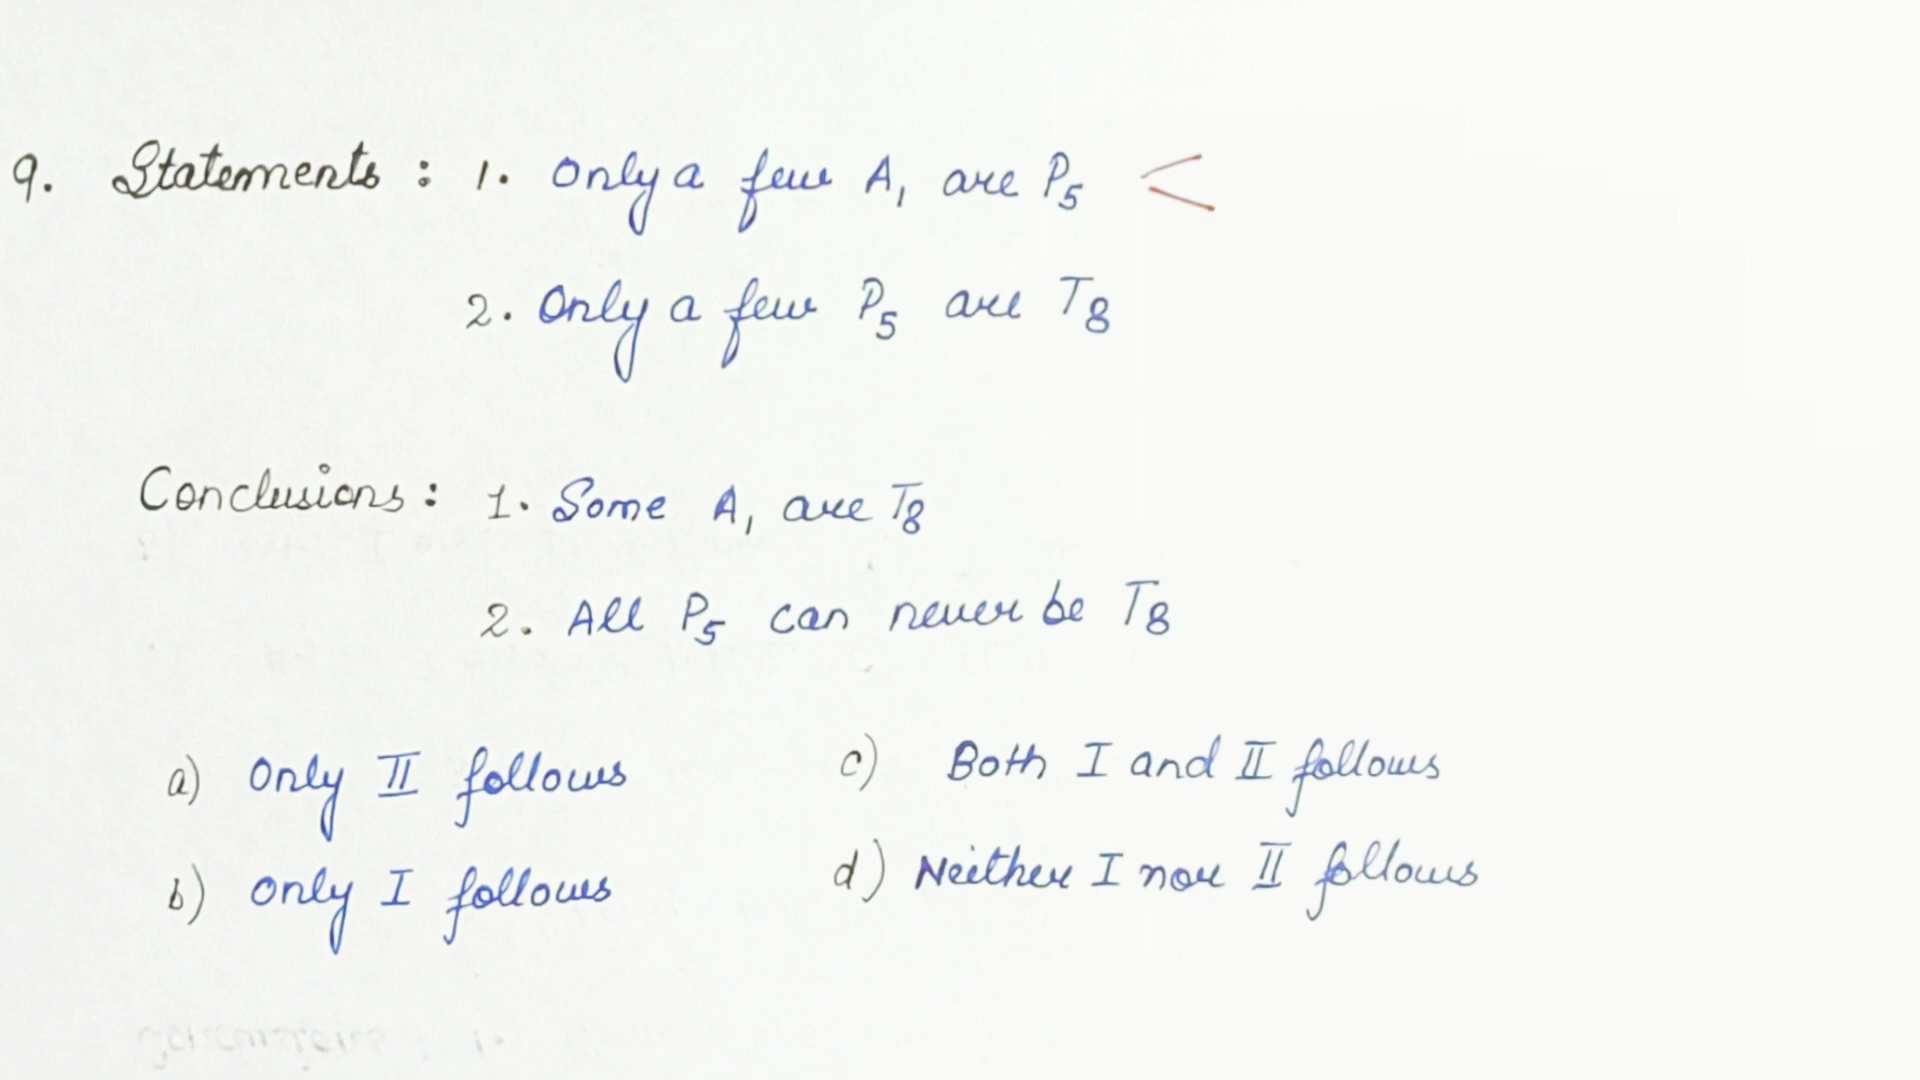 9. Statements : 1. Only a few A₁ are P₅
2. Only a few P₅ are T₈
Conclusions : 1. Some A₁ are T₈
2. All P₅ can never be T₈
a) Only II follows
c) Both I and II follows
b) only I follows
d) Neither I nor II follows